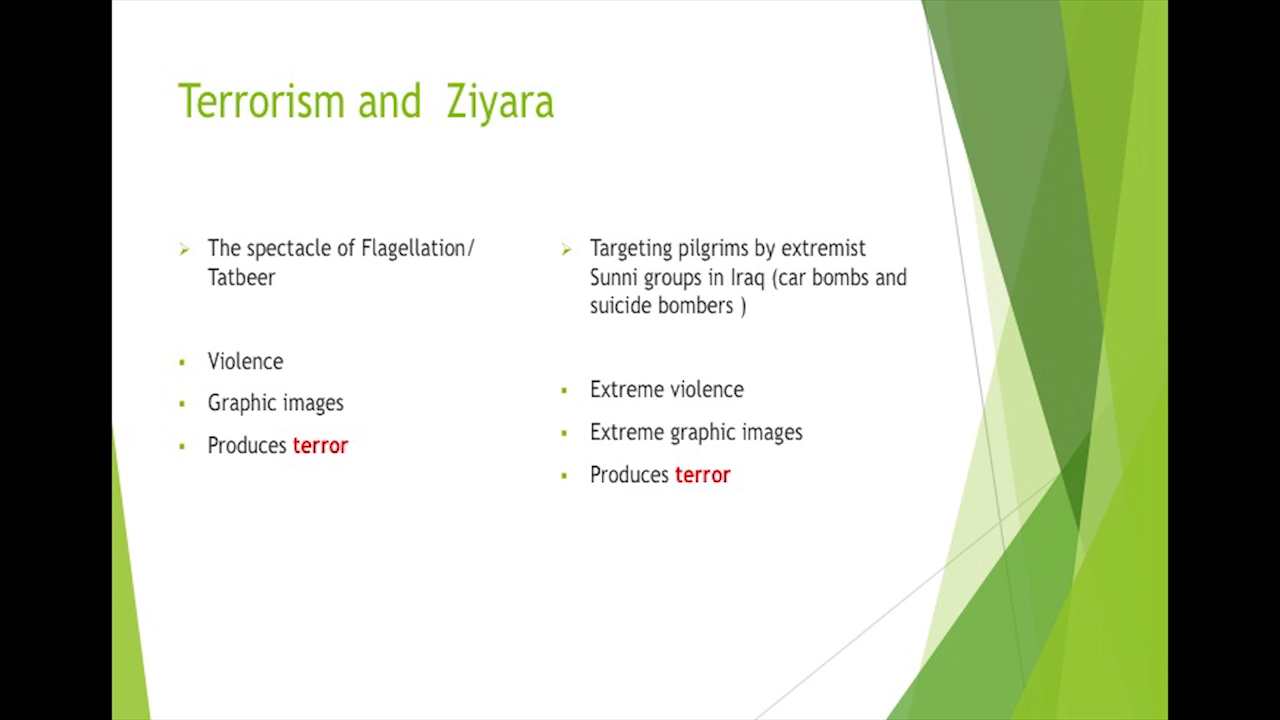 Terrorism and Ziyara
The spectacle of Flagellation/
Tatbeer
Violence
Graphic images
Produces terror
Targeting pilgrims by extremist
Sunni groups in Iraq (car bombs and
suicide bombers )
Extreme violence
Extreme graphic images
Produces terror